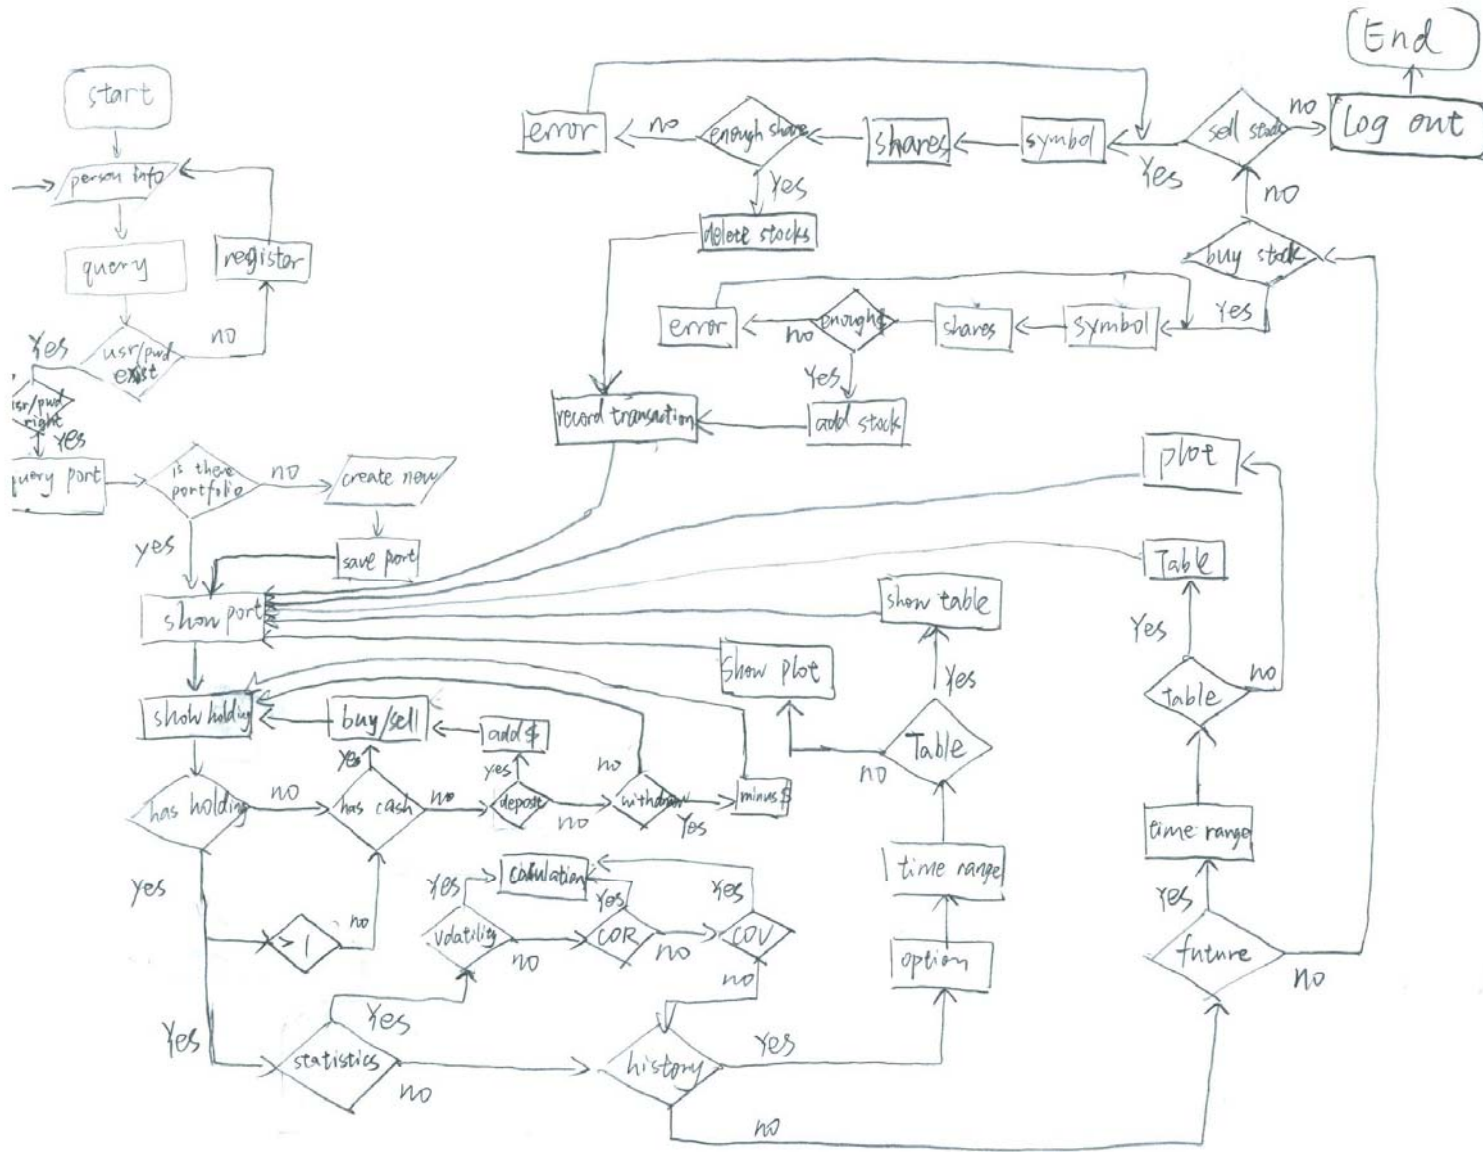 start
person info
query
register
usr/pwd
exist
Yes
no
usr/pwd
right
Yes
query port
is there
portfolio
no
create new
yes
save port
show port
show holding
buy/sell
add $
has holding
no
has cash
yes
no
deposit
yes
no
withdraw
no
Yes
minus $
yes
> 1
no
Yes
statistics
Yes
no
Volatility
Yes
no
calculation
COR
Yes
no
COV
Yes
no
history
Yes
no
option
time range
Table
no
Yes
Show plot
show table
future
Yes
no
time range
Table
Yes
no
Table
plot
buy stock
Yes
no
symbol
shares
enough $
no
error
Yes
add stock
record transaction
sell stock
Yes
no
symbol
shares
enough share
no
error
Yes
delete stocks
Log out
End